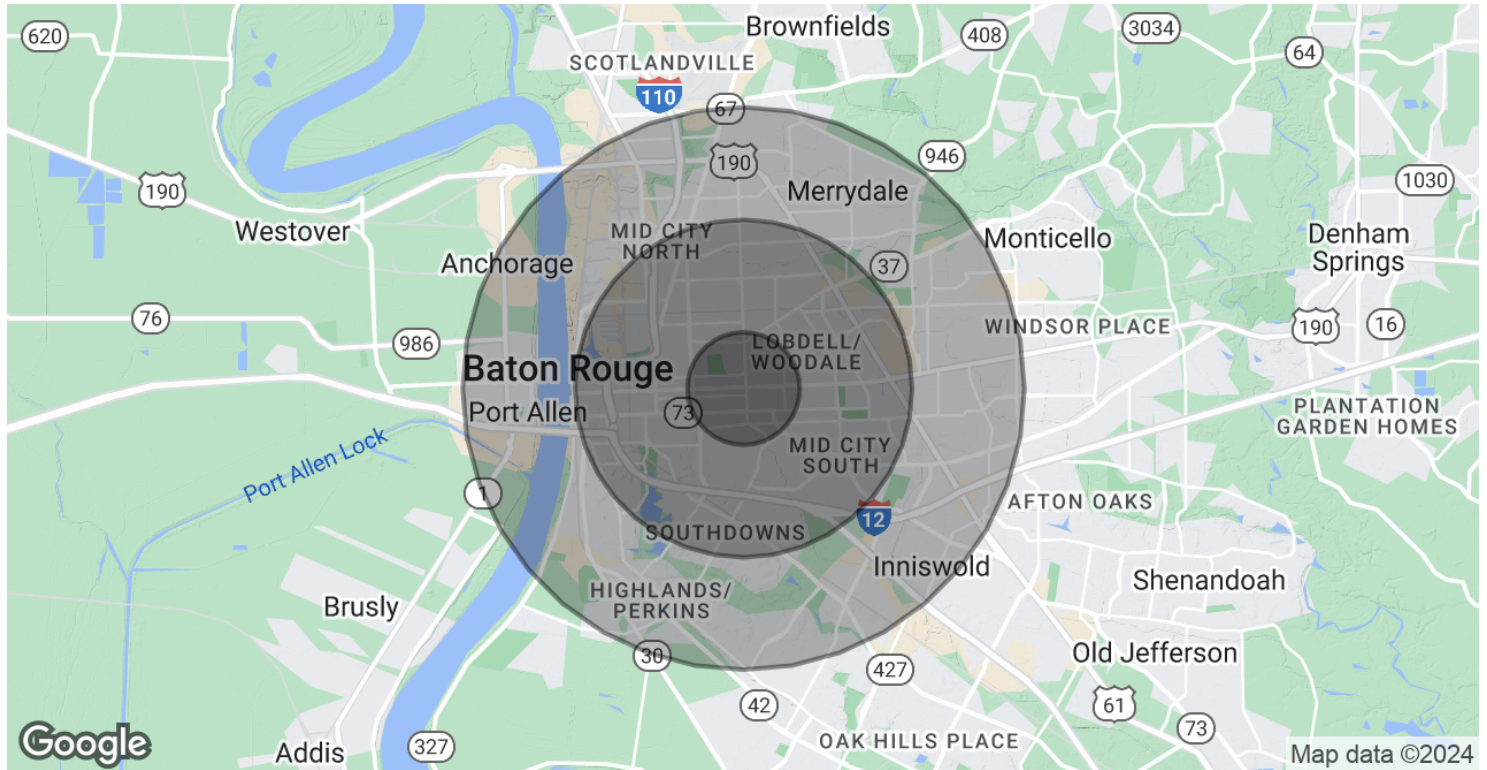 620
Brownfields
408
3034
64
SCOTLANDVILLE
110
67
190
946
190
Merrydale
1030
Westover
MID CITY
NORTH
Monticello
Denham
Springs
Anchorage
37
76
986
LOBDELL/
WOODALE
WINDSOR PLACE
190
16
Baton Rouge
Port Allen
73
PLANTATION
GARDEN HOMES
Port Allen Lock
MID CITY
SOUTH
1
AFTON OAKS
12
SOUTHDOWNS
Inniswold
Shenandoah
HIGHLANDS/
PERKINS
Brusly
30
427
Old Jefferson
42
61
73
327
OAK HILLS PLACE
Addis
Google
Map data ©2024